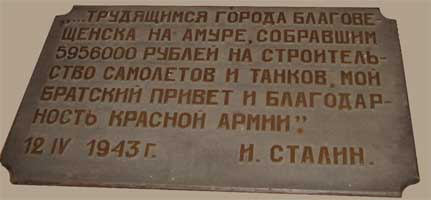 „...ТРУДЯЩИМСЯ ГОРОДА БЛАГОВЕ-
ЩЕНСКА НА АМУРЕ, СОБРАВШИМ
5956000 РУБЛЕЙ НА СТРОИТЕЛЬ-
СТВО САМОЛЕТОВ И ТАНКОВ, МОЙ
БРАТСКИЙ ПРИВЕТ И БЛАГОДАР-
НОСТЬ КРАСНОЙ АРМИИ".
12 IV 1943 Г. И. СТАЛИН.